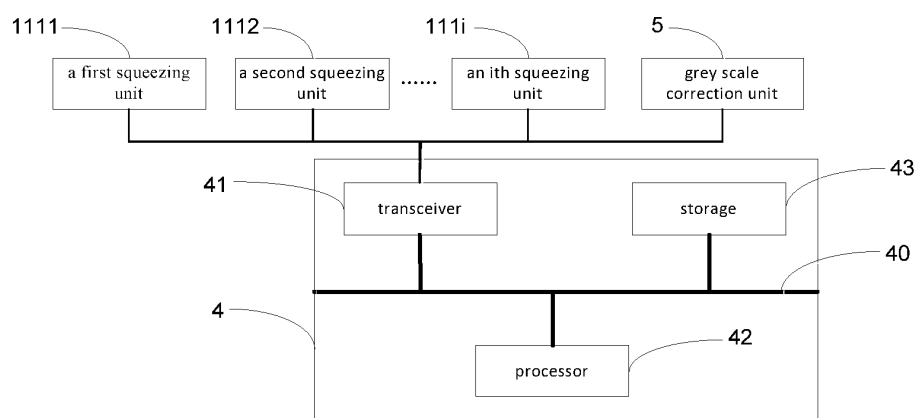 1111
1112
111i
5
a first squeezing
unit
a second squeezing
unit
......
an ith squeezing
unit
grey scale
correction unit
41
transceiver
storage
43
40
4
processor
42